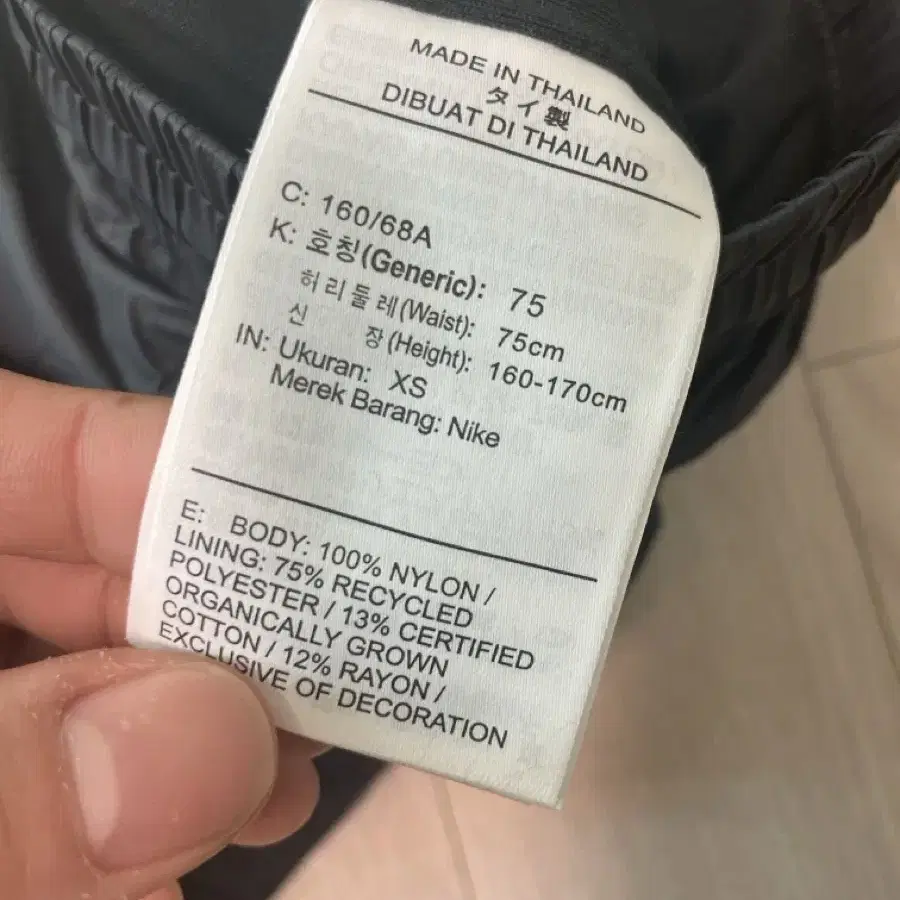 MADE IN THAILAND
タイ製
DIBUAT DI THAILAND
C: 160/68A
K: 호칭(Generic): 75
허리둘레(Waist): 75cm
신 장(Height): 160-170cm
IN: Ukuran: XS
Merek Barang: Nike
E: BODY: 100% NYLON /
LINING: 75% RECYCLED
POLYESTER / 13% CERTIFIED
ORGANICALLY GROWN
COTTON / 12% RAYON /
EXCLUSIVE OF DECORATION